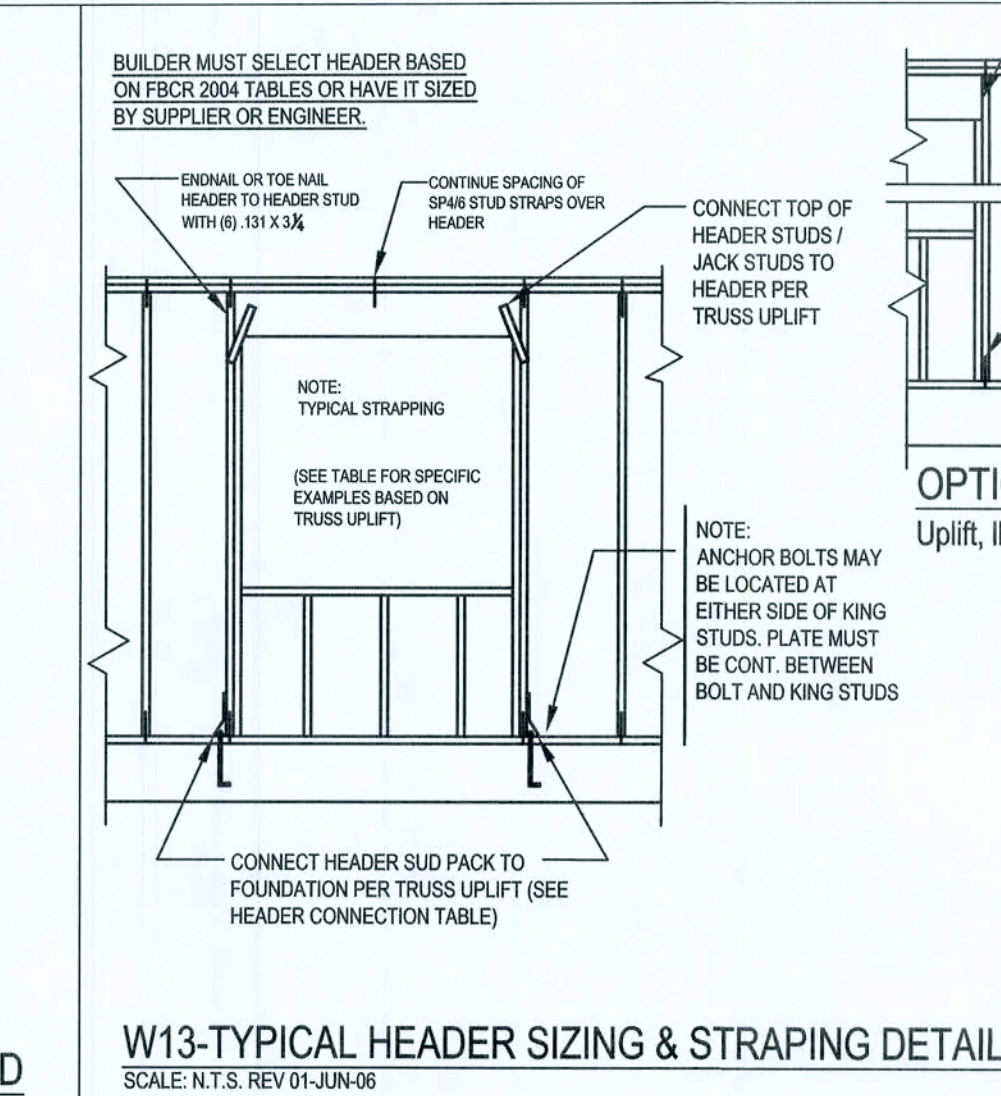 BUILDER MUST SELECT HEADER BASED
ON FBCR 2004 TABLES OR HAVE IT SIZED
BY SUPPLIER OR ENGINEER.
ENDNAIL OR TOE NAIL
HEADER TO HEADER STUD
WITH (6) .131 X 3¼
CONTINUE SPACING OF
SP4/6 STUD STRAPS OVER
HEADER
CONNECT TOP OF
HEADER STUDS /
JACK STUDS TO
HEADER PER
TRUSS UPLIFT
NOTE:
TYPICAL STRAPPING
(SEE TABLE FOR SPECIFIC
EXAMPLES BASED ON
TRUSS UPLIFT)
NOTE:
ANCHOR BOLTS MAY
BE LOCATED AT
EITHER SIDE OF KING
STUDS. PLATE MUST
BE CONT. BETWEEN
BOLT AND KING STUDS
OPTI
Uplift, l
CONNECT HEADER SUD PACK TO
FOUNDATION PER TRUSS UPLIFT (SEE
HEADER CONNECTION TABLE)
W13-TYPICAL HEADER SIZING & STRAPING DETAIL
SCALE: N.T.S. REV 01-JUN-06
D